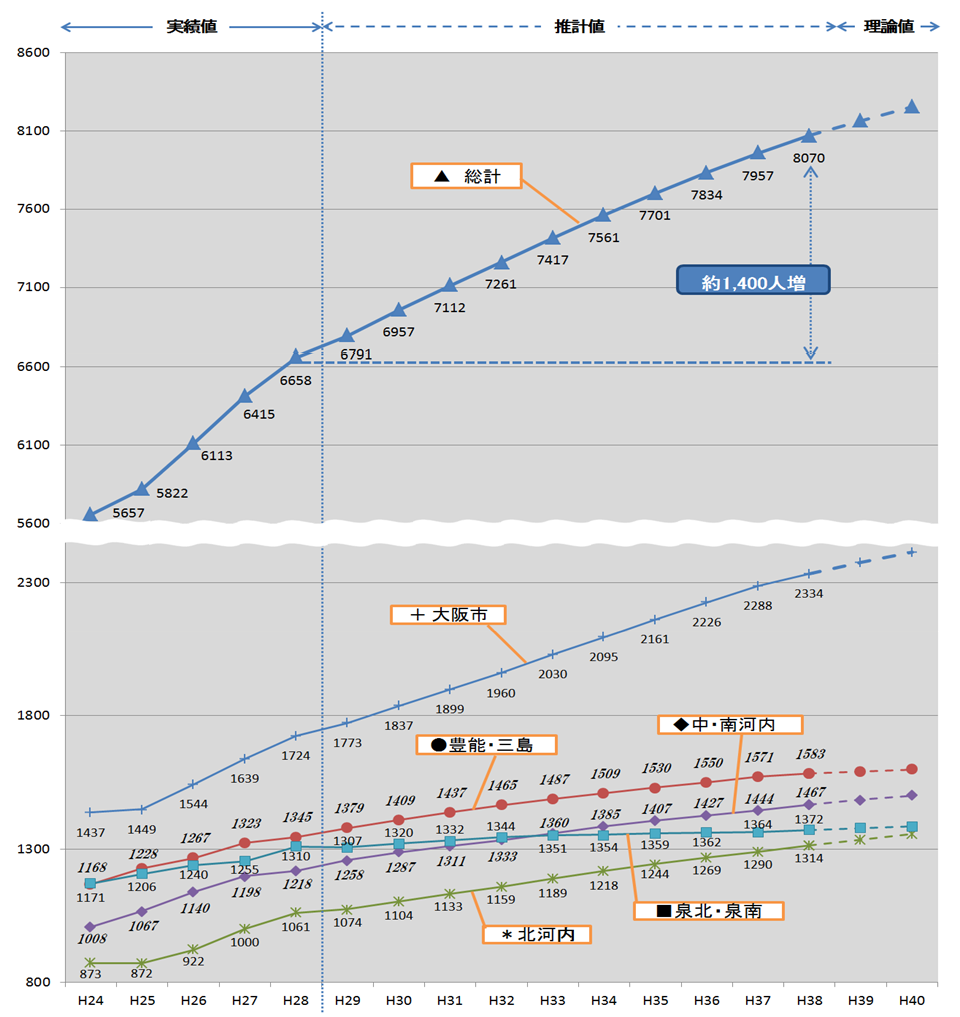 実績値 推計値 理論値
8600
8100
7600
7100
6600
6100
5600
▲ 総計
5657 5822 6113 6415 6658 6791 6957 7112 7261 7417 7561 7701 7834 7957 8070
約1,400人増
2300
1800
1300
800
＋大阪市
1437 1449 1544 1639 1724 1773 1837 1899 1960 2030 2095 2161 2226 2288 2334
●豊能・三島
1168 1228 1267 1323 1345 1379 1409 1437 1465 1487 1509 1530 1550 1571 1583
◆中・南河内
1008 1067 1140 1198 1218 1258 1287 1311 1333 1360 1385 1407 1427 1444 1467
■泉北・泉南
1171 1206 1240 1255 1310 1307 1320 1332 1344 1351 1354 1359 1362 1364 1372
＊北河内
873 872 922 1000 1061 1074 1104 1133 1159 1189 1218 1244 1269 1290 1314
H24 H25 H26 H27 H28 H29 H30 H31 H32 H33 H34 H35 H36 H37 H38 H39 H40